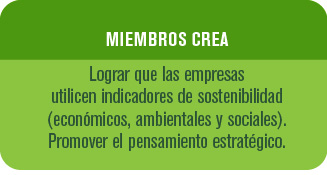 MIEMBROS CREA
Lograr que las empresas
utilicen indicadores de sostenibilidad
(económicos, ambientales y sociales).
Promover el pensamiento estratégico.